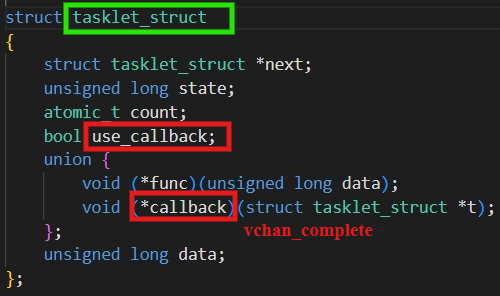 struct tasklet_struct
{
struct tasklet_struct *next;
unsigned long state;
atomic_t count;
bool use_callback;
union {
void (*func)(unsigned long data);
void (*callback)(struct tasklet_struct *t);
};
vchan_complete
unsigned long data;
};